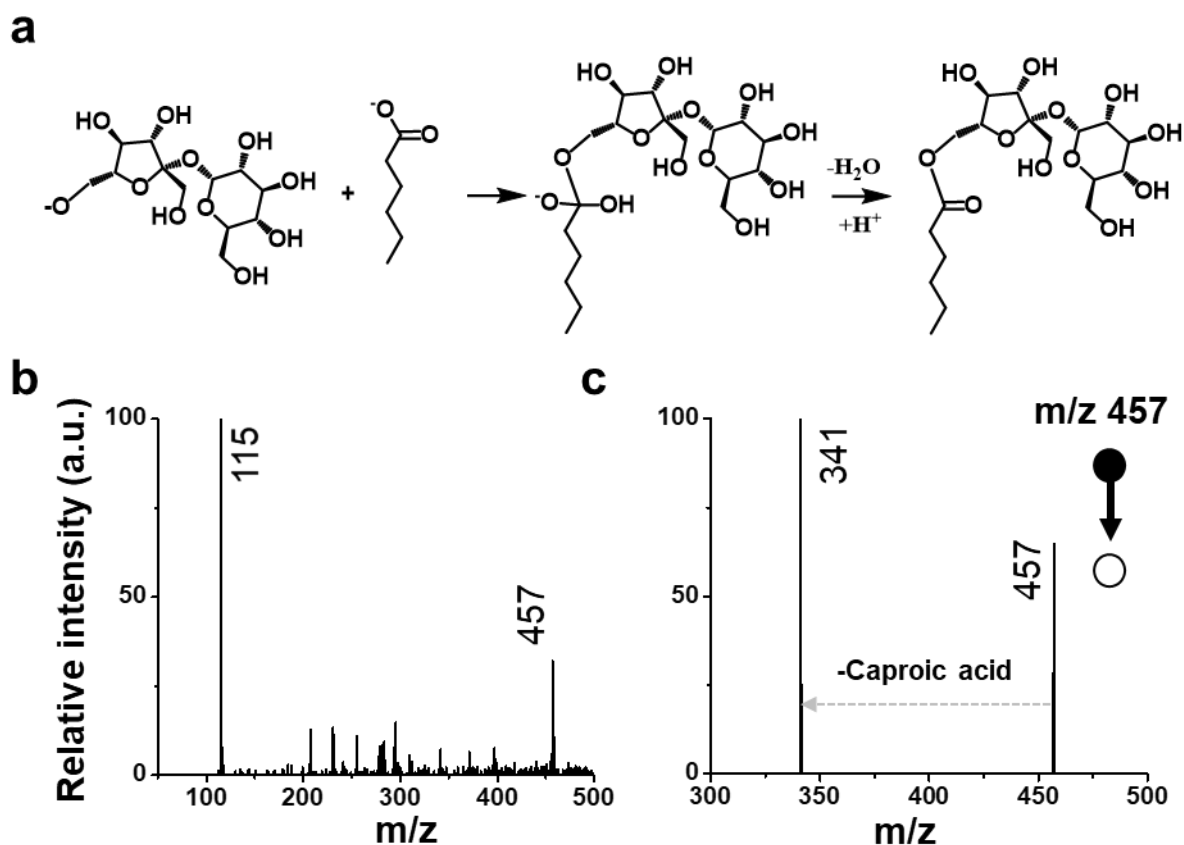 a
HO
OH
O
O
OH
-O
HO
O
OH
OH
OH
+
-O
O
HO
OH
O
O
OH
O
HO
O
OH
OH
OH
-O
OH
-H₂O
+H⁺
HO
OH
O
O
OH
O
HO
O
OH
OH
OH
O
b
Relative intensity (a.u.)
100
50
0
115
457
100
200
300
400
500
m/z
c
m/z 457
100
50
0
341
457
-Caproic acid
300
350
400
450
500
m/z